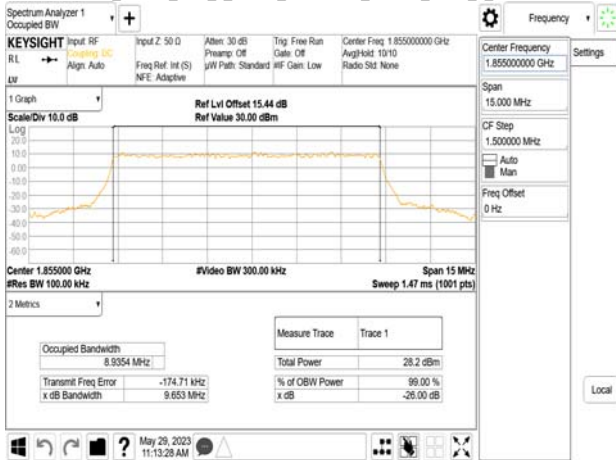 Spectrum Analyzer 1
Occupied BW
Frequency
KEYSIGHT
Input: RF
Coupling: DC
Align: Auto
Input Z: 50 Ω
Freq Ref: Int (S)
NFE: Adaptive
Atten: 30 dB
Preamp: Off
µW Path: Standard
Trig: Free Run
Gate: Off
#IF Gain: Low
Center Freq: 1.855000000 GHz
Avg|Hold: 10/10
Radio Std: None
RL
Center Frequency
1.855000000 GHz
Settings
Span
15.000 MHz
CF Step
1.500000 MHz
Auto
Man
Freq Offset
0 Hz
Local
1 Graph
Scale/Div 10.0 dB
Ref Lvl Offset 15.44 dB
Ref Value 30.00 dBm
Log
20.0
10.0
0.00
-10.0
-20.0
-30.0
-40.0
-50.0
-60.0
Center 1.855000 GHz
#Video BW 300.00 kHz
Span 15 MHz
#Res BW 100.00 kHz
Sweep 1.47 ms (1001 pts)
2 Metrics
Measure Trace
Trace 1
Occupied Bandwidth
8.9354 MHz
Total Power
28.2 dBm
Transmit Freq Error
-174.71 kHz
% of OBW Power
99.00 %
x dB Bandwidth
9.653 MHz
x dB
-26.00 dB
May 29, 2023
11:13:28 AM